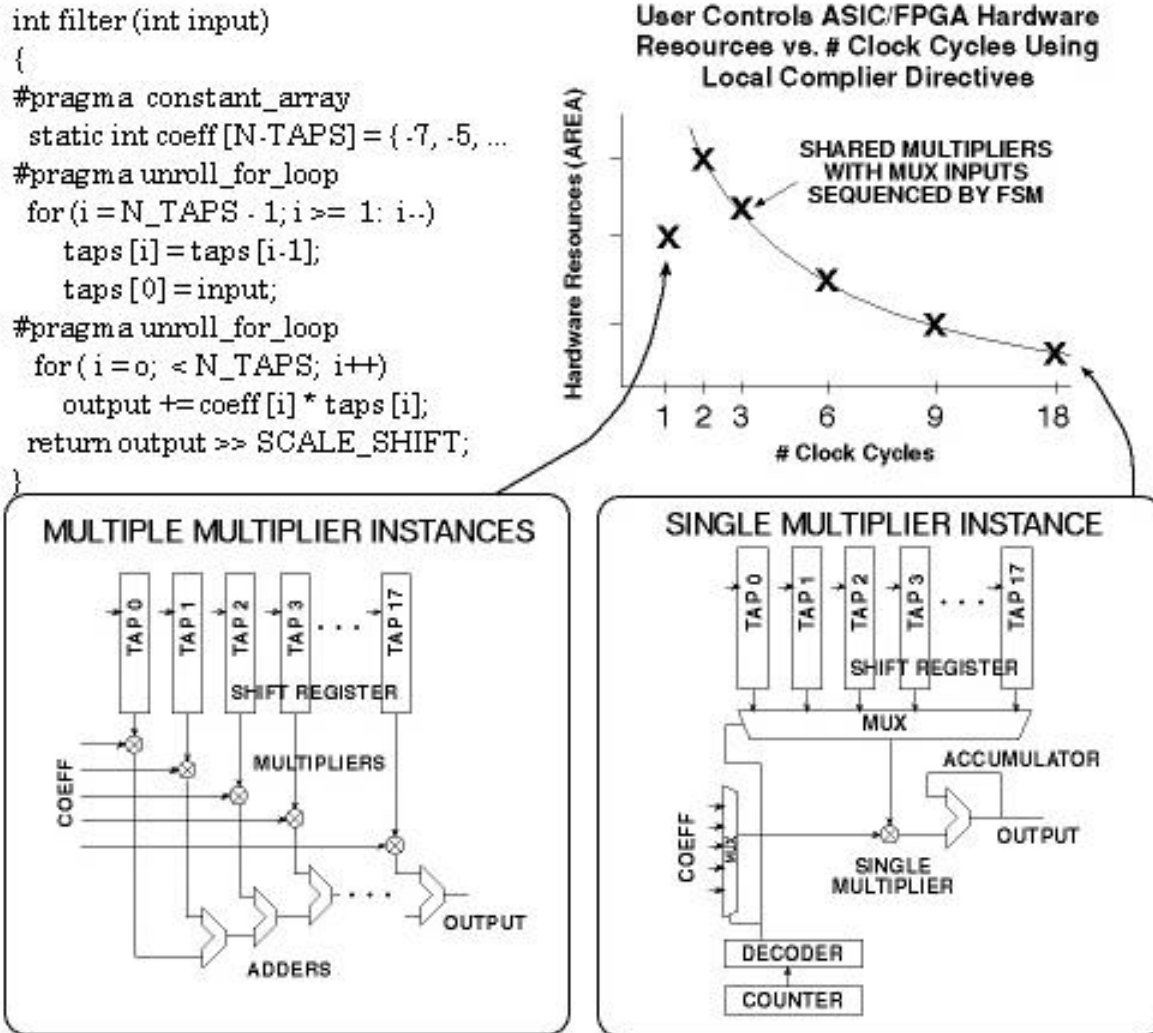 int filter (int input)
{
#pragma constant_array
static int coeff [N-TAPS] = { -7, -5, ...
#pragma unroll_for_loop
for (i = N_TAPS - 1; i >= 1: i--)
taps [i] = taps [i-1];
taps [0] = input;
#pragma unroll_for_loop
for ( i = o; < N_TAPS; i++)
output += coeff [i] * taps [i];
return output >> SCALE_SHIFT;
}
User Controls ASIC/FPGA Hardware
Resources vs. # Clock Cycles Using
Local Complier Directives
Hardware Resources (AREA)
SHARED MULTIPLIERS
WITH MUX INPUTS
SEQUENCED BY FSM
X X X X X X
1 2 3 6 9 18
# Clock Cycles
MULTIPLE MULTIPLIER INSTANCES
TAP 0
TAP 1
TAP 2
TAP 3
. . .
TAP 17
SHIFT REGISTER
MULTIPLIERS
COEFF
. . .
OUTPUT
ADDERS
SINGLE MULTIPLIER INSTANCE
TAP 0
TAP 1
TAP 2
TAP 3
. . .
TAP 17
SHIFT REGISTER
MUX
ACCUMULATOR
COEFF
MUX
OUTPUT
SINGLE
MULTIPLIER
DECODER
COUNTER